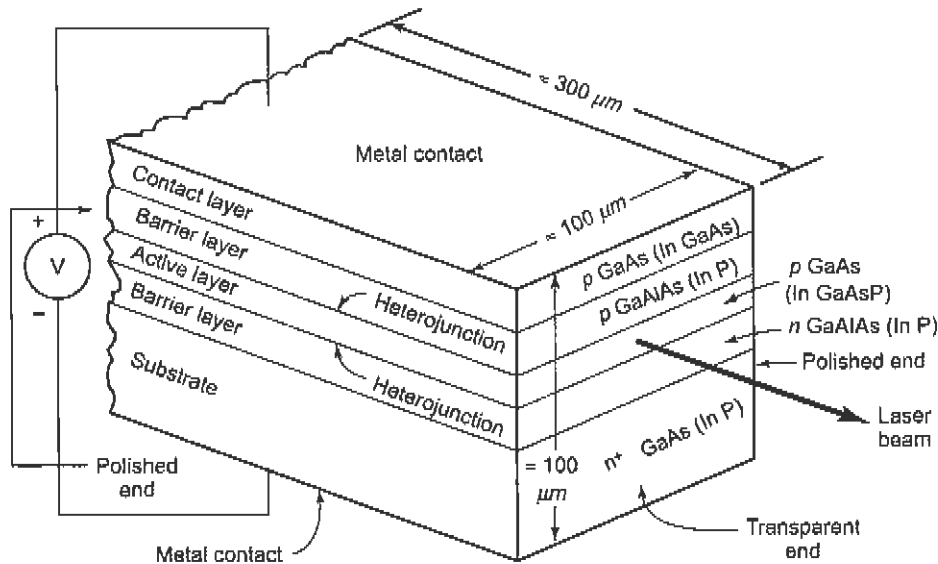 ≈ 300 μm
Metal contact
≈ 100 μm
Contact layer
Barrier layer
Active layer
Barrier layer
Substrate
Heterojunction
Heterojunction
p GaAs (In GaAs)
p GaAlAs (In P)
p GaAs
(In GaAsP)
n GaAlAs (In P)
Polished end
Laser
beam
+
V
−
Polished
end
= 100
μm
n+ GaAs (In P)
Transparent
end
Metal contact